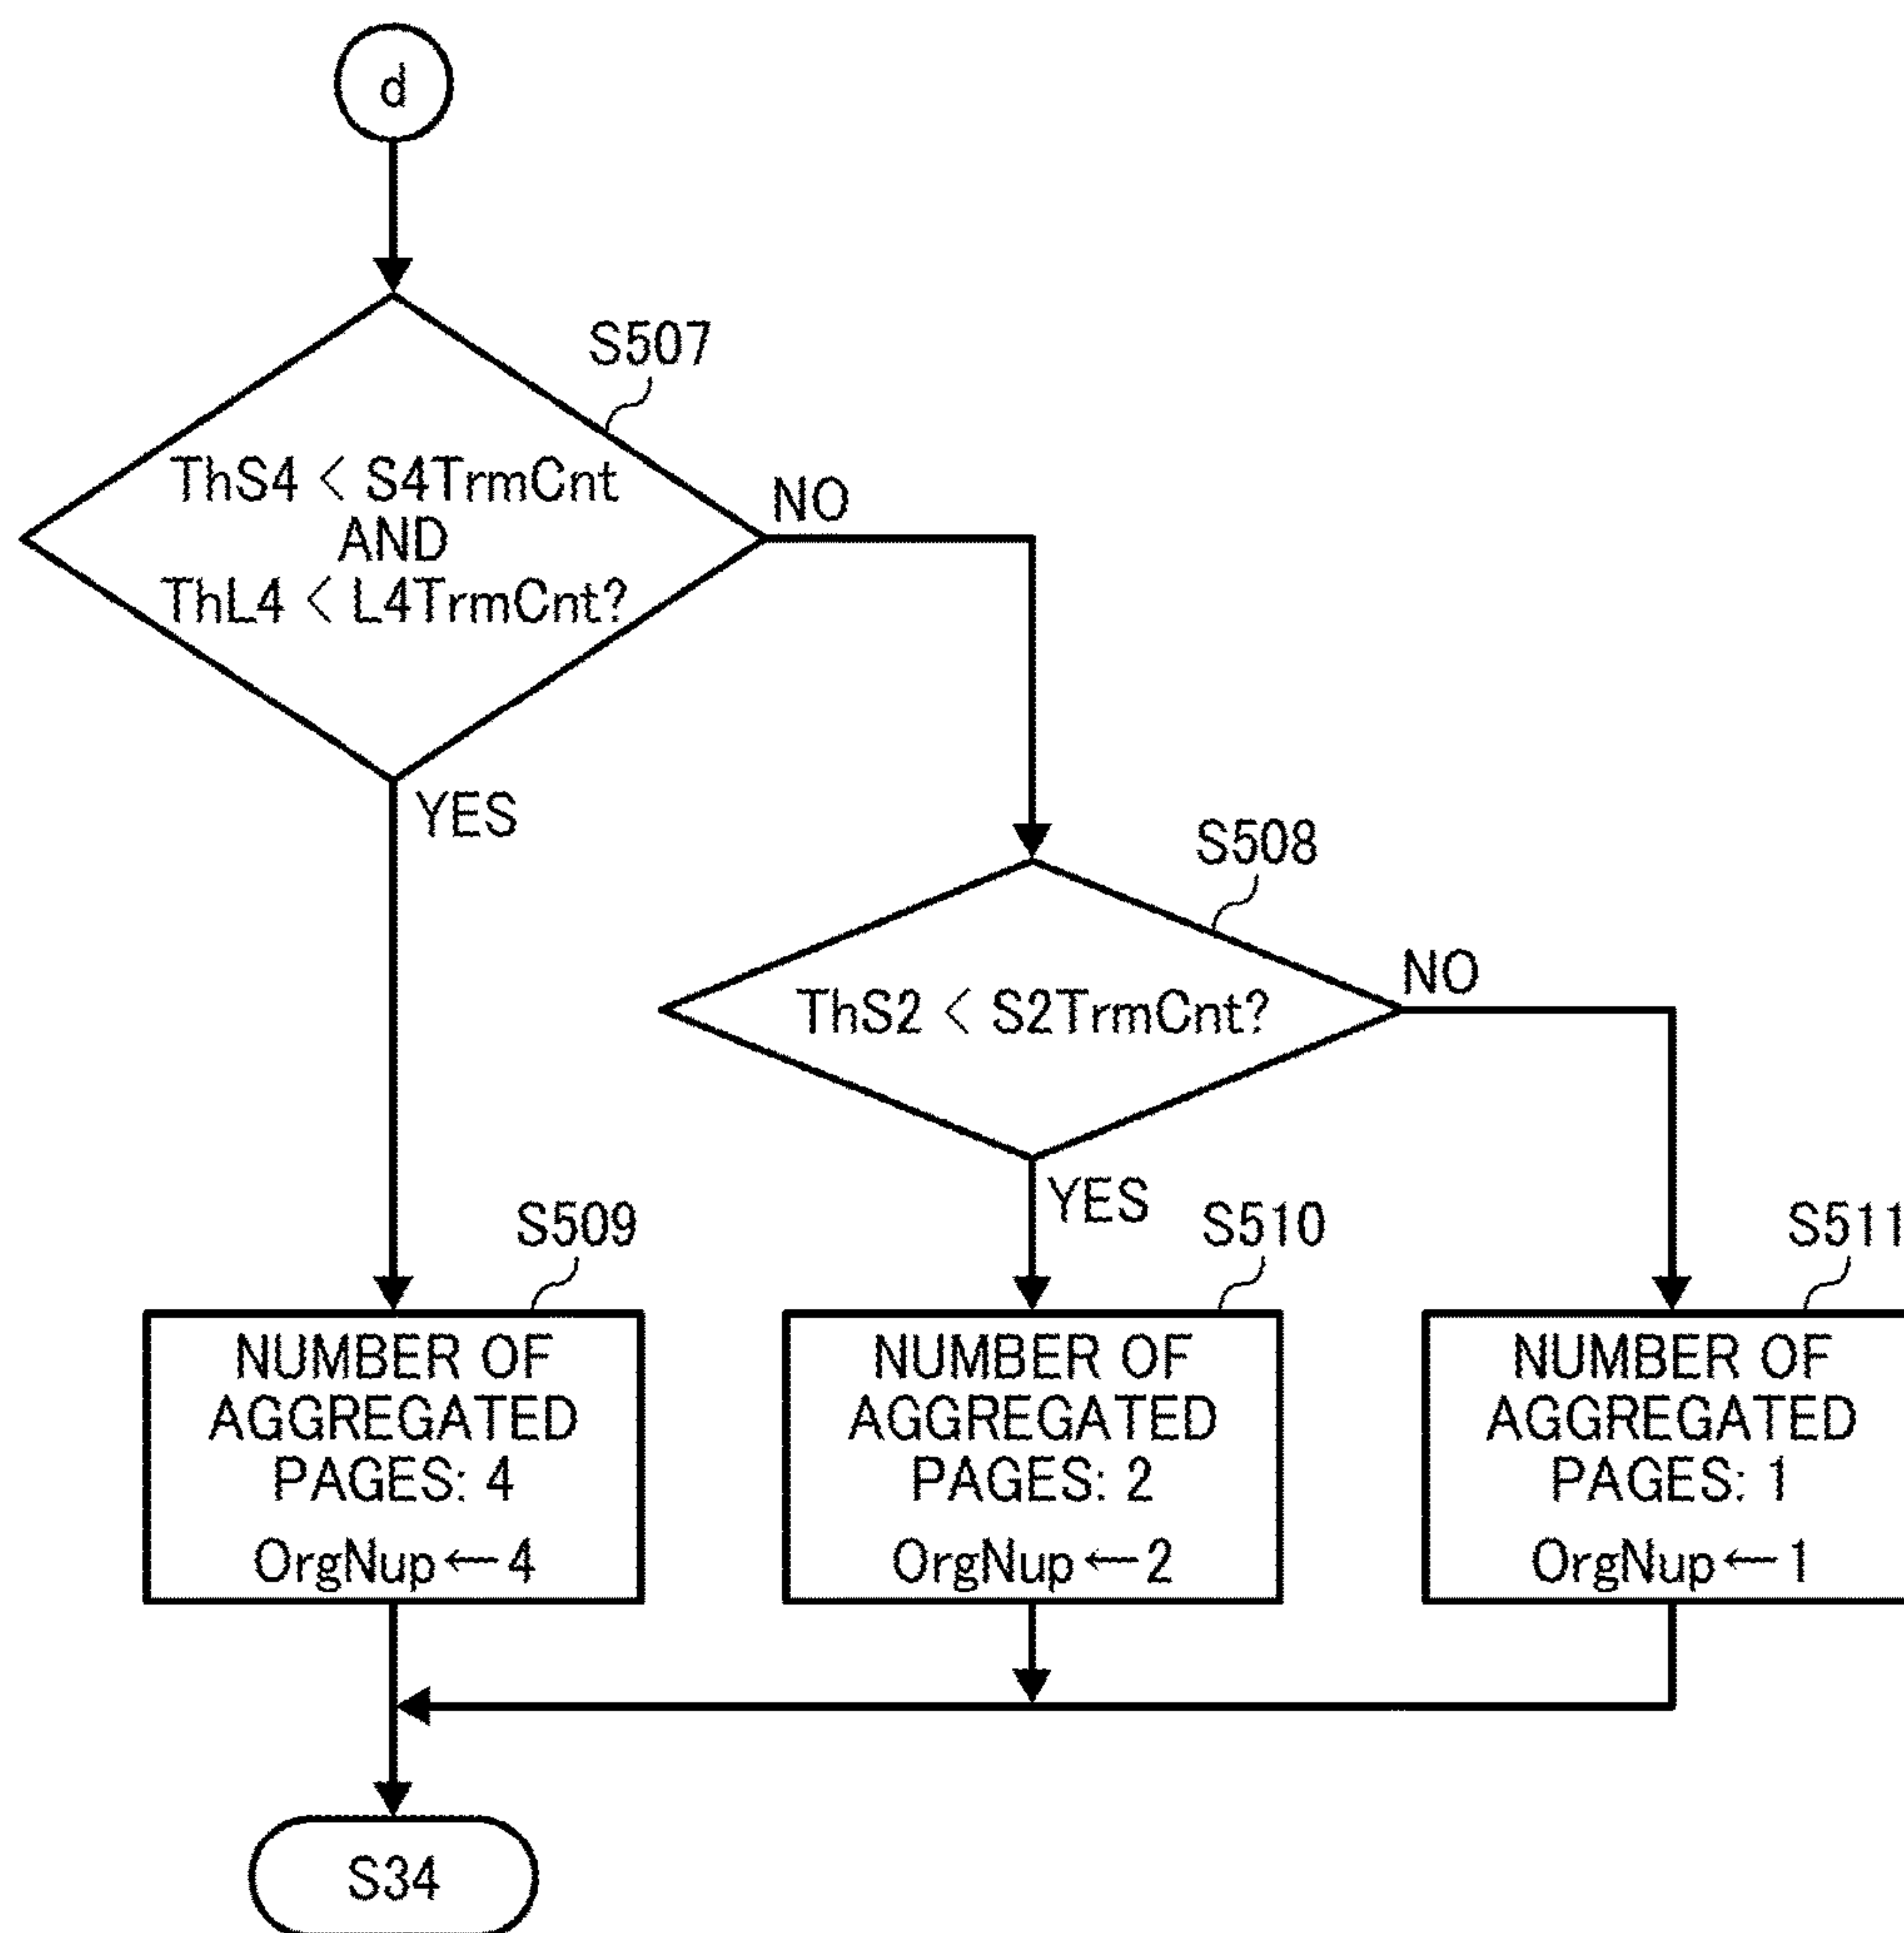 d
S507
ThS4 < S4TrmCnt
AND
ThL4 < L4TrmCnt?
NO
YES
S508
ThS2 < S2TrmCnt?
NO
YES
S509
NUMBER OF
AGGREGATED
PAGES: 4
OrgNup←4
S510
NUMBER OF
AGGREGATED
PAGES: 2
OrgNup←2
S511
NUMBER OF
AGGREGATED
PAGES: 1
OrgNup←1
S34